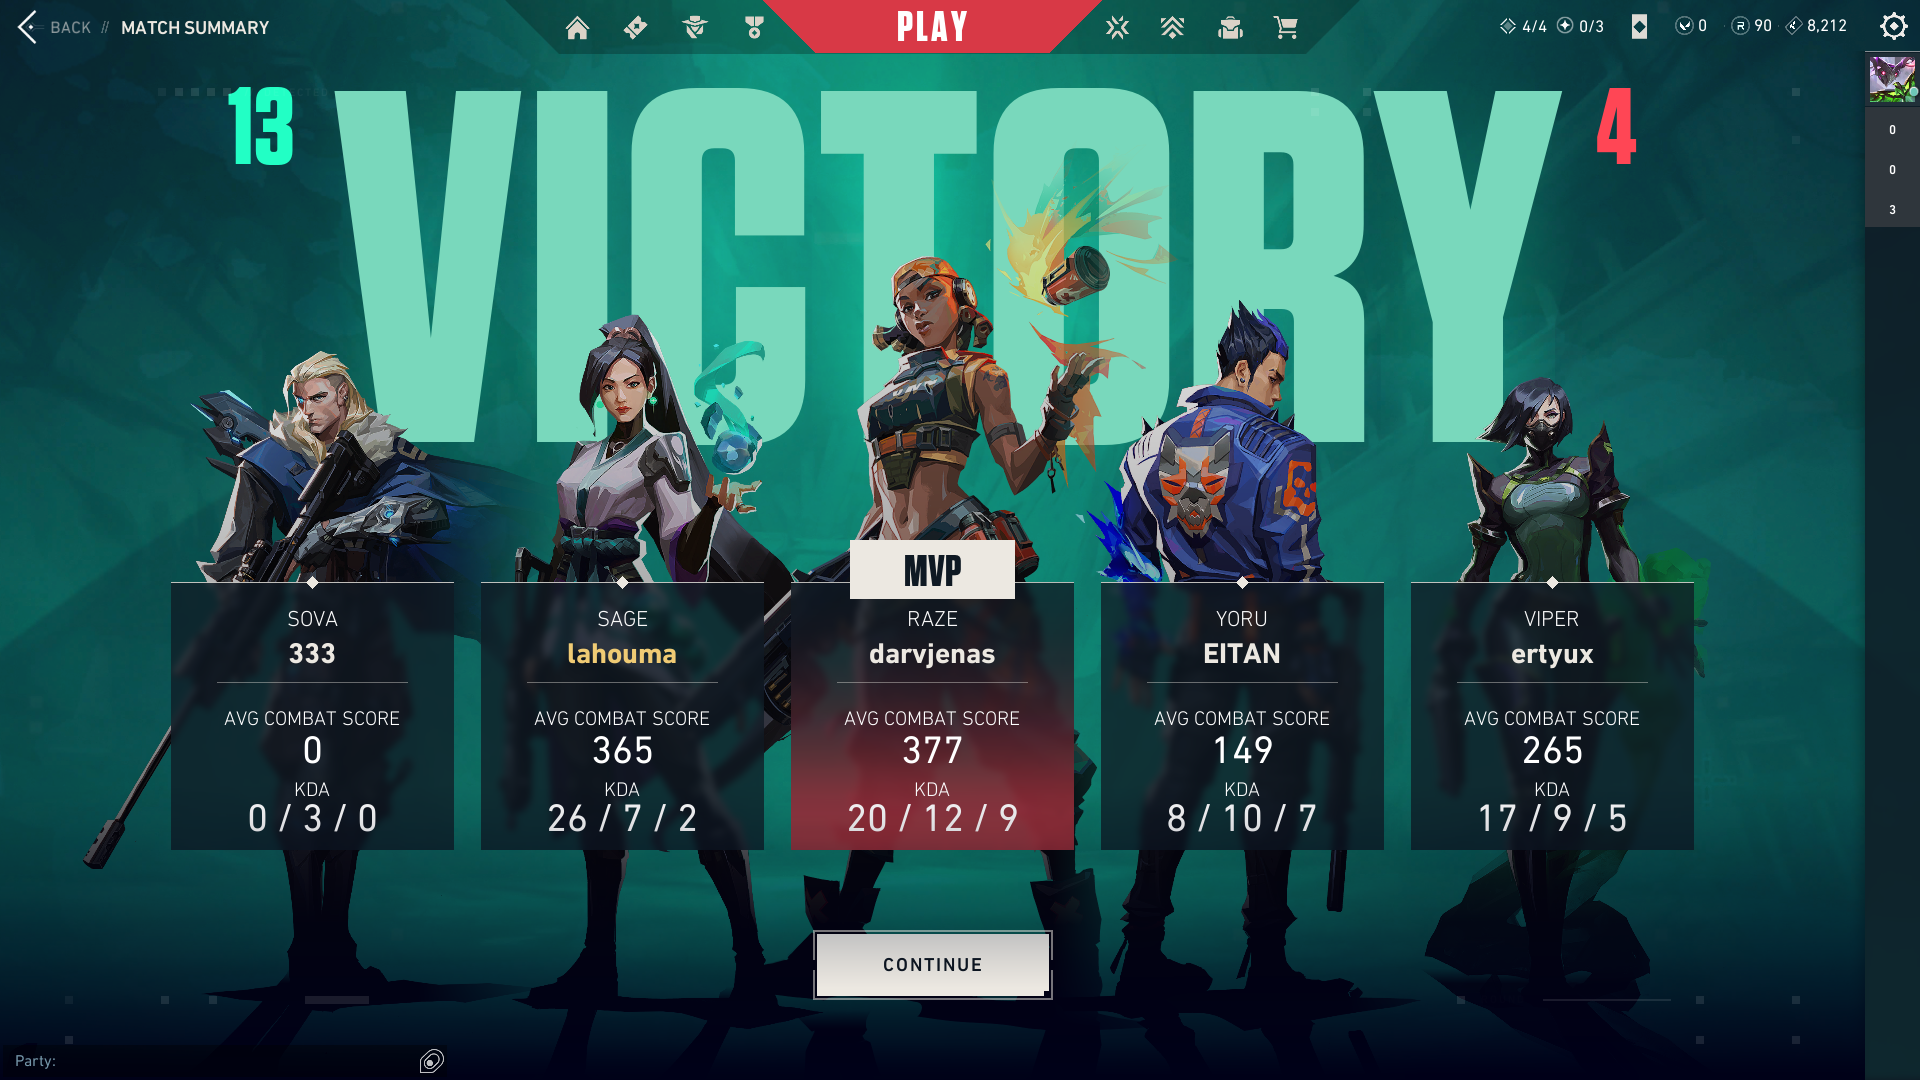 BACK // MATCH SUMMARY
PLAY
4/4 0/3 0 90 8,212
13 VICTORY 4
0
0
3
MVP
SOVA
333
AVG COMBAT SCORE
0
KDA
0 / 3 / 0
SAGE
lahouma
AVG COMBAT SCORE
365
KDA
26 / 7 / 2
RAZE
darvjenas
AVG COMBAT SCORE
377
KDA
20 / 12 / 9
YORU
EITAN
AVG COMBAT SCORE
149
KDA
8 / 10 / 7
VIPER
ertyux
AVG COMBAT SCORE
265
KDA
17 / 9 / 5
CONTINUE
Party: